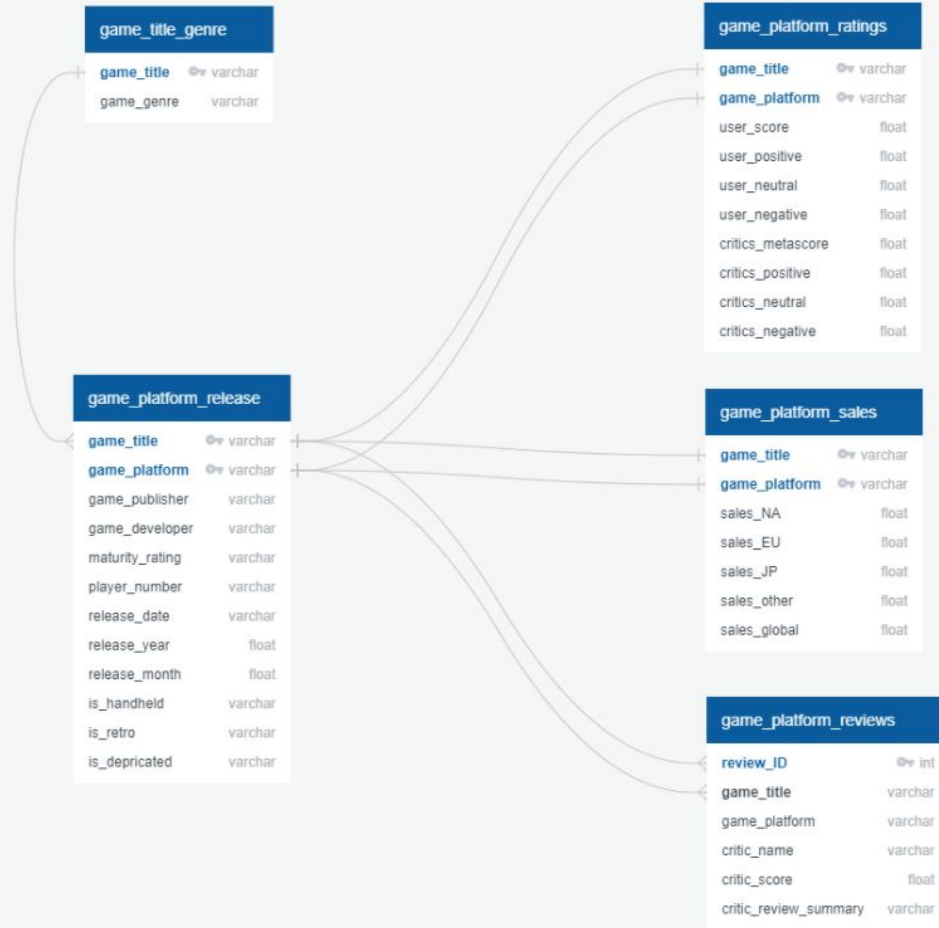 game_title_genre
game_title varchar
game_genre varchar
game_platform_ratings
game_title varchar
game_platform varchar
user_score float
user_positive float
user_neutral float
user_negative float
critics_metascore float
critics_positive float
critics_neutral float
critics_negative float
game_platform_release
game_title varchar
game_platform varchar
game_publisher varchar
game_developer varchar
maturity_rating varchar
player_number varchar
release_date varchar
release_year float
release_month float
is_handheld varchar
is_retro varchar
is_depricated varchar
game_platform_sales
game_title varchar
game_platform varchar
sales_NA float
sales_EU float
sales_JP float
sales_other float
sales_global float
game_platform_reviews
review_ID int
game_title varchar
game_platform varchar
critic_name varchar
critic_score float
critic_review_summary varchar